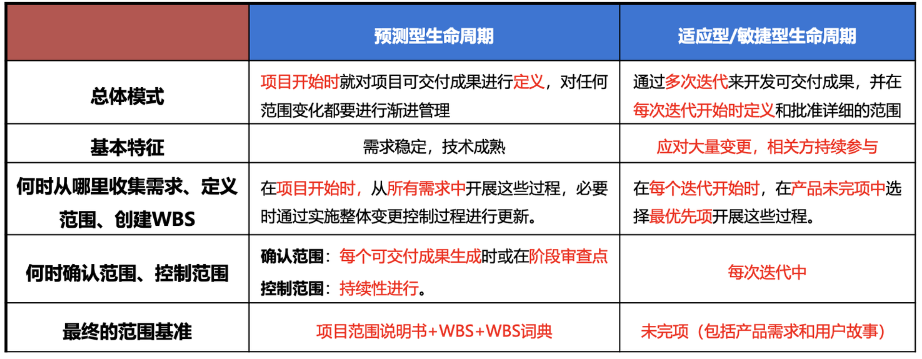 预测型生命周期
适应型/敏捷型生命周期
总体模式
项目开始时就对项目可交付成果进行定义，对任何
范围变化都要进行渐进管理
通过多次迭代来开发可交付成果，并在
每次迭代开始时定义和批准详细的范围
基本特征
需求稳定，技术成熟
应对大量变更，相关方持续参与
何时从哪里收集需求、定义
范围、创建WBS
在项目开始时，从所有需求中开展这些过程，必要
时通过实施整体变更控制过程进行更新。
在每个迭代开始时，在产品未完项中选
择最优先项开展这些过程。
何时确认范围、控制范围
确认范围：每个可交付成果生成时或在阶段审查点
控制范围：持续性进行。
每次迭代中
最终的范围基准
项目范围说明书+WBS+WBS词典
未完项（包括产品需求和用户故事）